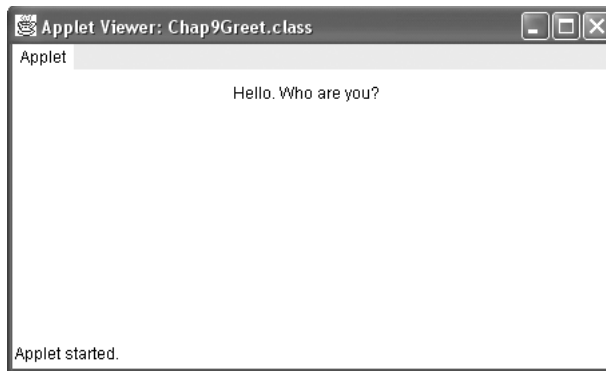 Applet Viewer: Chap9Greet.class
Applet
Hello. Who are you?
Applet started.